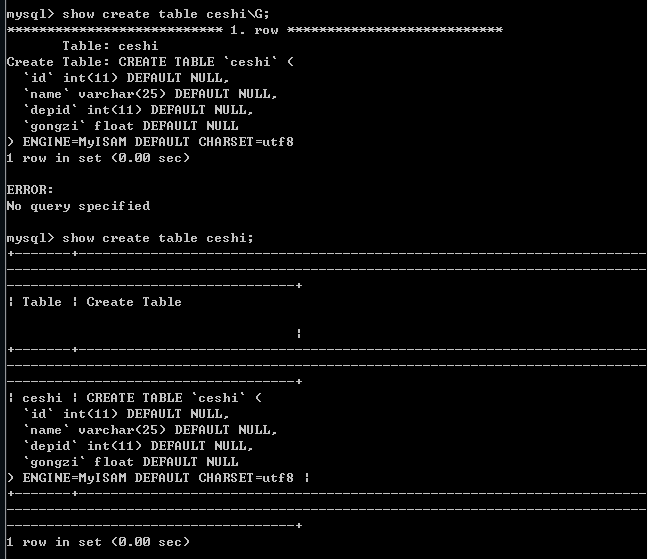 mysql> show create table ceshi\G;
*************************** 1. row ***************************
       Table: ceshi
Create Table: CREATE TABLE `ceshi` (
  `id` int(11) DEFAULT NULL,
  `name` varchar(25) DEFAULT NULL,
  `depid` int(11) DEFAULT NULL,
  `gongzi` float DEFAULT NULL
) ENGINE=MyISAM DEFAULT CHARSET=utf8
1 row in set (0.00 sec)

ERROR:
No query specified

mysql> show create table ceshi;
+-------+-----------------------------------------------------------------------
--------------------------------------------------------------------------------
------------------------------------+
| Table | Create Table

                                    |
+-------+-----------------------------------------------------------------------
--------------------------------------------------------------------------------
------------------------------------+
| ceshi | CREATE TABLE `ceshi` (
  `id` int(11) DEFAULT NULL,
  `name` varchar(25) DEFAULT NULL,
  `depid` int(11) DEFAULT NULL,
  `gongzi` float DEFAULT NULL
) ENGINE=MyISAM DEFAULT CHARSET=utf8 |
+-------+-----------------------------------------------------------------------
--------------------------------------------------------------------------------
------------------------------------+
1 row in set (0.00 sec)